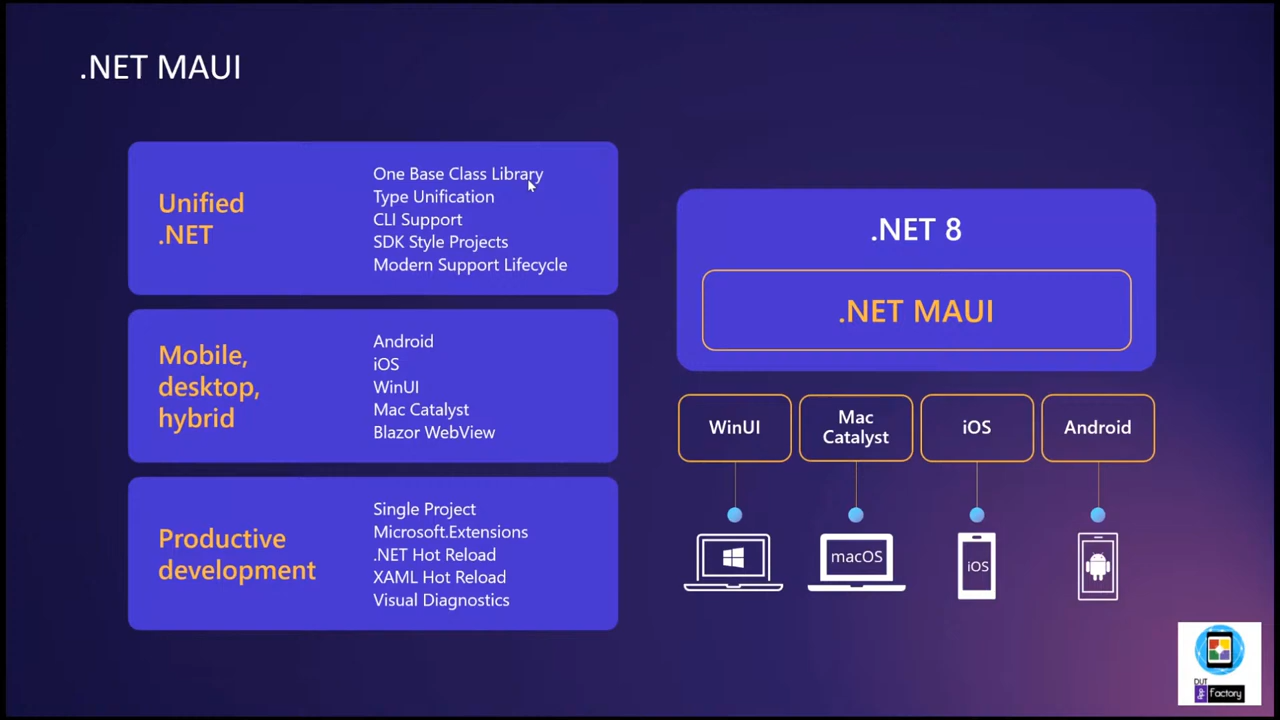 .NET MAUI
Unified
.NET
One Base Class Library
Type Unification
CLI Support
SDK Style Projects
Modern Support Lifecycle
Mobile,
desktop,
hybrid
Android
iOS
WinUI
Mac Catalyst
Blazor WebView
Productive
development
Single Project
Microsoft.Extensions
.NET Hot Reload
XAML Hot Reload
Visual Diagnostics
.NET 8
.NET MAUI
WinUI
Mac
Catalyst
iOS
Android
macOS
iOS
DUT
App Factory